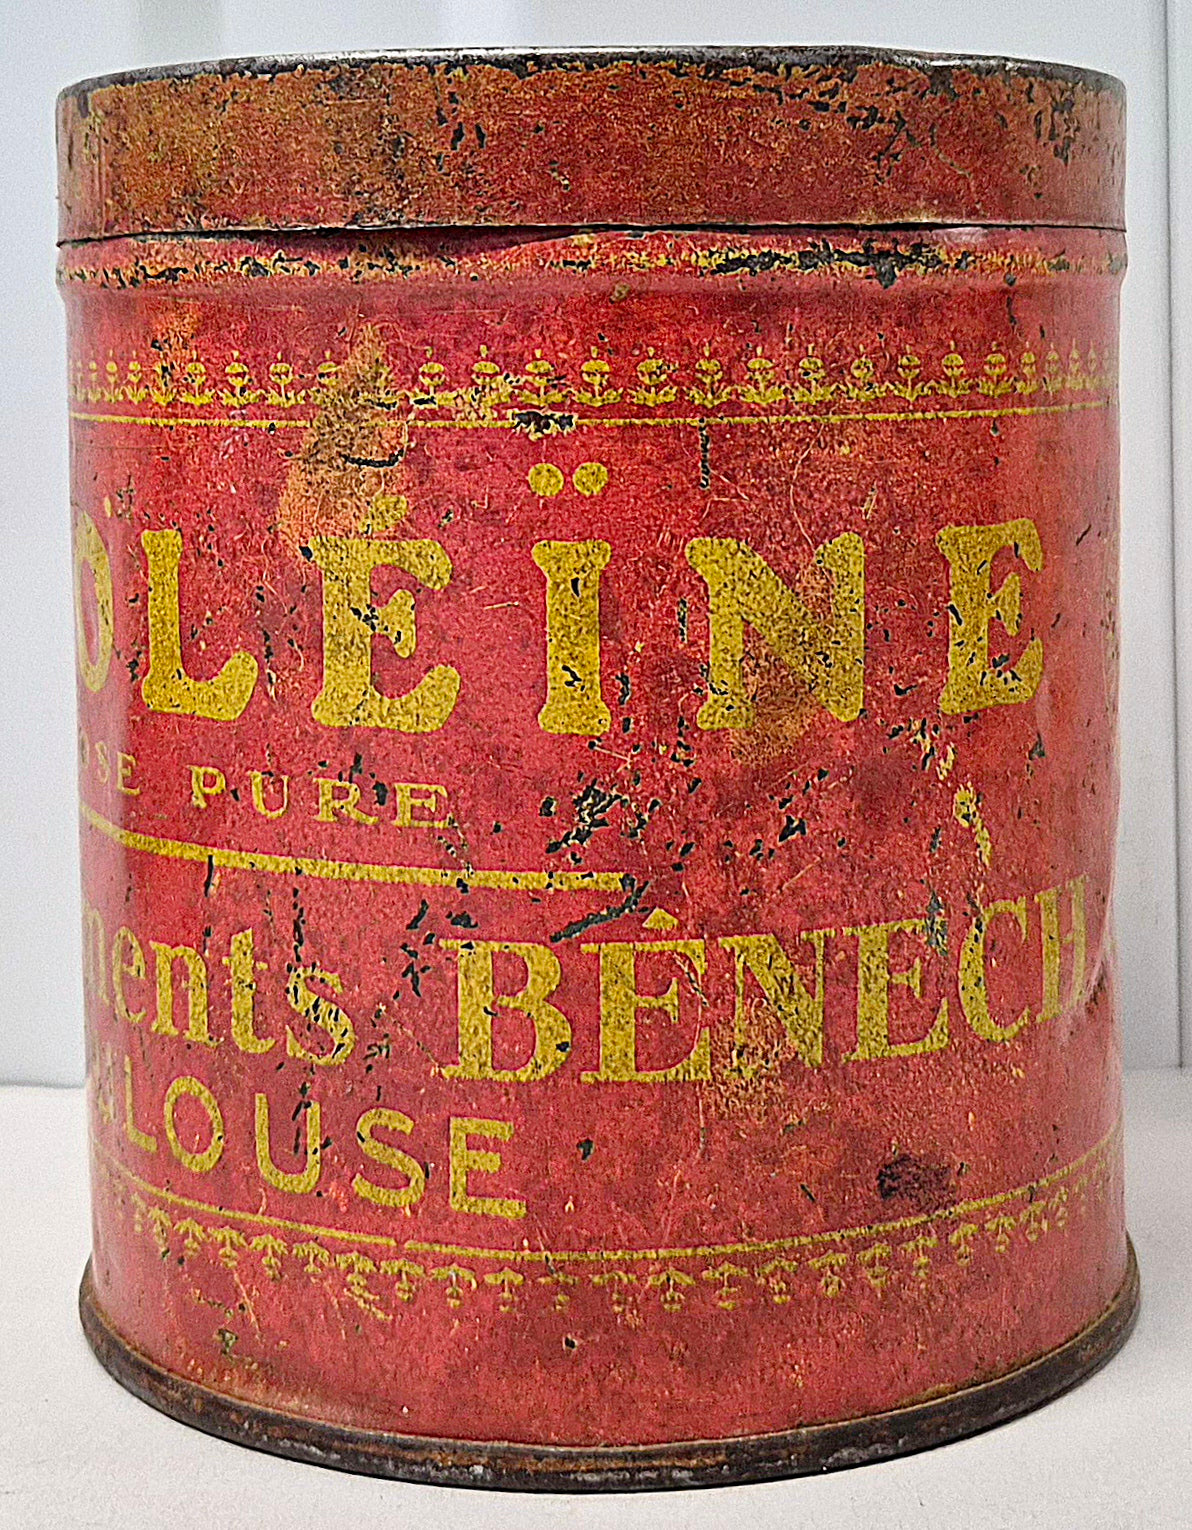 OLÉÏNE
OSE PURE
ments BÊNECH
LOUSE